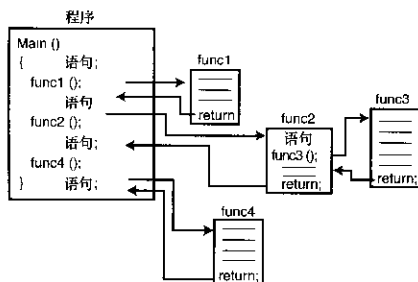 程序
Main ()
{ 语句;
func1 ();
语句
func2 ();
语句;
func4 ();
} 语句;
func1
return
func2
语句
func3 ();
return;
func3
return;
func4
return;